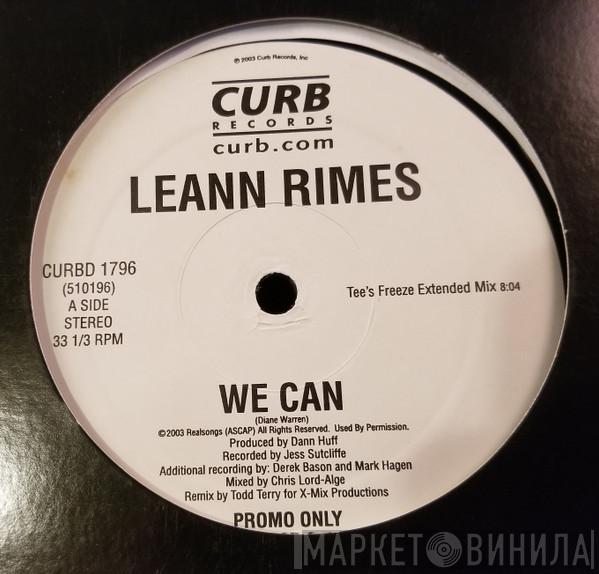 ℗ 2003 Curb Records, Inc
CURB
RECORDS
curb.com
LEANN RIMES
CURBD 1796
(510196)
A SIDE
STEREO
33 1/3 RPM
Tee's Freeze Extended Mix 8:04
WE CAN
(Diane Warren)
©2003 Realsongs (ASCAP) All Rights Reserved. Used By Permission.
Produced by Dann Huff
Recorded by Jess Sutcliffe
Additional recording by: Derek Bason and Mark Hagen
Mixed by Chris Lord-Alge
Remix by Todd Terry for X-Mix Productions
PROMO ONLY
МАРКЕТ ВИНИЛА